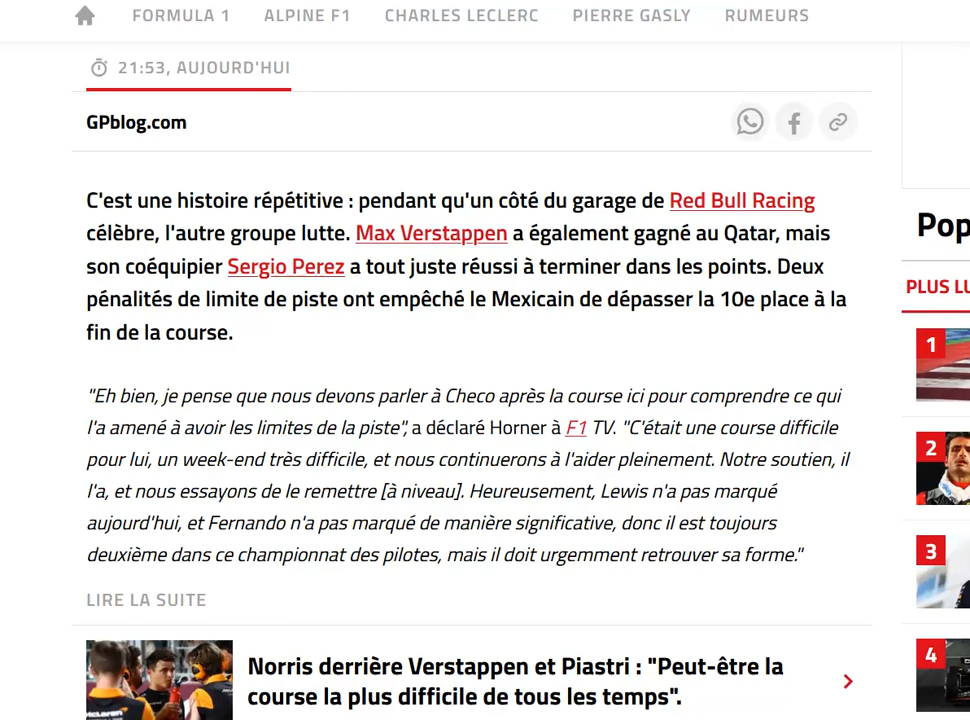 FORMULA 1 ALPINE F1 CHARLES LECLERC PIERRE GASLY RUMEURS
21:53, AUJOURD'HUI
GPblog.com
C'est une histoire répétitive : pendant qu'un côté du garage de Red Bull Racing
célèbre, l'autre groupe lutte. Max Verstappen a également gagné au Qatar, mais
son coéquipier Sergio Perez a tout juste réussi à terminer dans les points. Deux
pénalités de limite de piste ont empêché le Mexicain de dépasser la 10e place à la
fin de la course.
"Eh bien, je pense que nous devons parler à Checo après la course ici pour comprendre ce qui
l'a amené à avoir les limites de la piste", a déclaré Horner à F1 TV. "C'était une course difficile
pour lui, un week-end très difficile, et nous continuerons à l'aider pleinement. Notre soutien, il
l'a, et nous essayons de le remettre [à niveau]. Heureusement, Lewis n'a pas marqué
aujourd'hui, et Fernando n'a pas marqué de manière significative, donc il est toujours
deuxième dans ce championnat des pilotes, mais il doit urgemment retrouver sa forme."
LIRE LA SUITE
Norris derrière Verstappen et Piastri : "Peut-être la
course la plus difficile de tous les temps".
Pop
PLUS LU
1
2
3
4